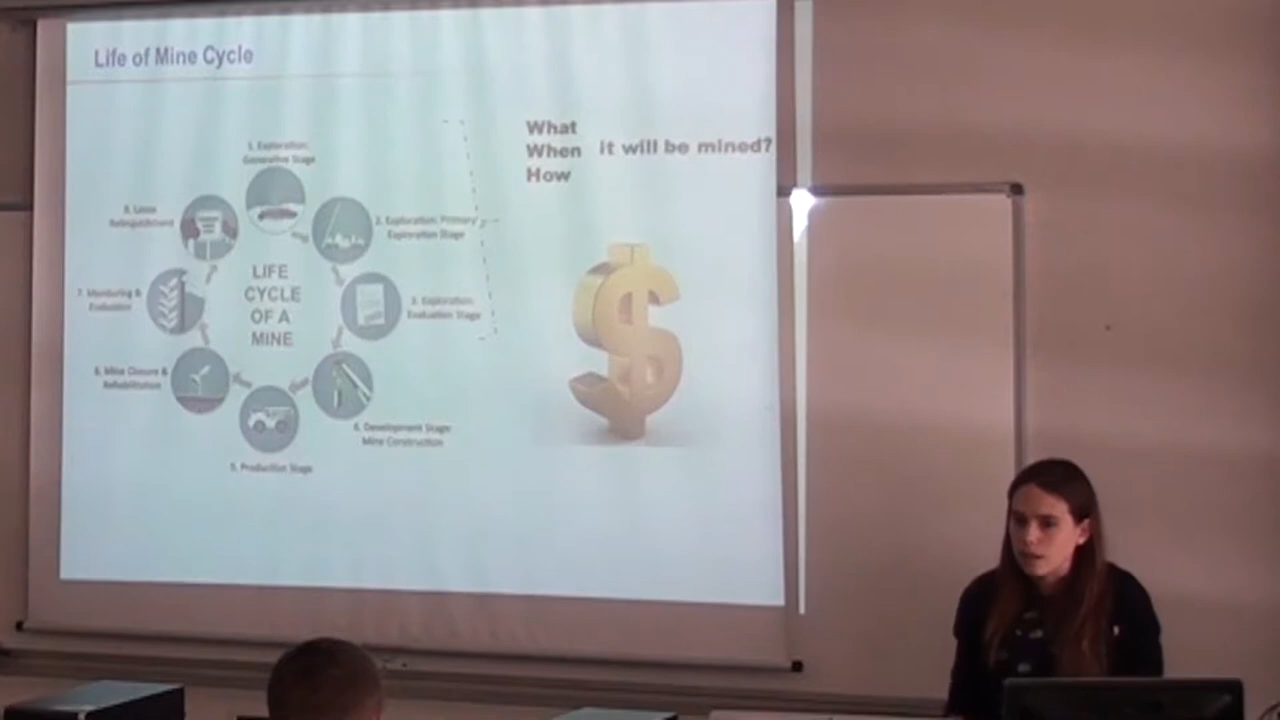 Life of Mine Cycle
What
When
How
it will be mined?
1. Exploration:
Generative Stage
2. Exploration: Primary
Exploration Stage
3. Exploration:
Evaluation Stage
4. Development Stage:
Mine Construction
5. Production Stage
6. Mine Closure &
Rehabilitation
7. Monitoring &
Evaluation
8. Lease
Relinquishment
LIFE
CYCLE
OF A
MINE
$